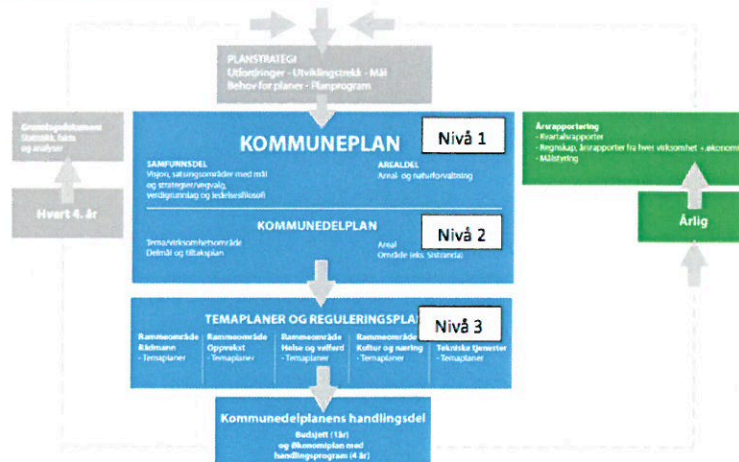 PLANSTRATEGI
Utfordringer - Utviklingstrekk - Mål
Behov for planer - Planprogram
Grunnlagsdokument
Statistikk, fakta
og analyser
Hvert 4. år
KOMMUNEPLAN
Nivå 1
SAMFUNNSDEL
Visjon, satsingsområder med mål
og strategier/vegvalg,
verdigrunnlag og ledelsesfilosofi
AREALDEL
Areal- og naturforvaltning
KOMMUNEDELPLAN
Nivå 2
Tema/virksomhetsområde
Delmål og tiltaksplan
Areal
Område (eks. Sistranda)
Årsrapportering
- Kvartalsrapporter
- Regnskap, årsrapporter fra hver virksomhet
- Målstyring
Årlig
TEMAPLANER OG REGULERINGSPLA
Nivå 3
Rammeområde
Rådmann
- Temaplaner
Rammeområde
Oppvekst
- Temaplaner
Rammeområde
Helse og velferd
- Temaplaner
Rammeområde
Kultur og næring
- Temaplaner
Tekniske tjenester
- Temaplaner
Kommunedelplanens handlingsdel
Budsjett (1år)
og Økonomiplan med
handlingsprogram (4 år)